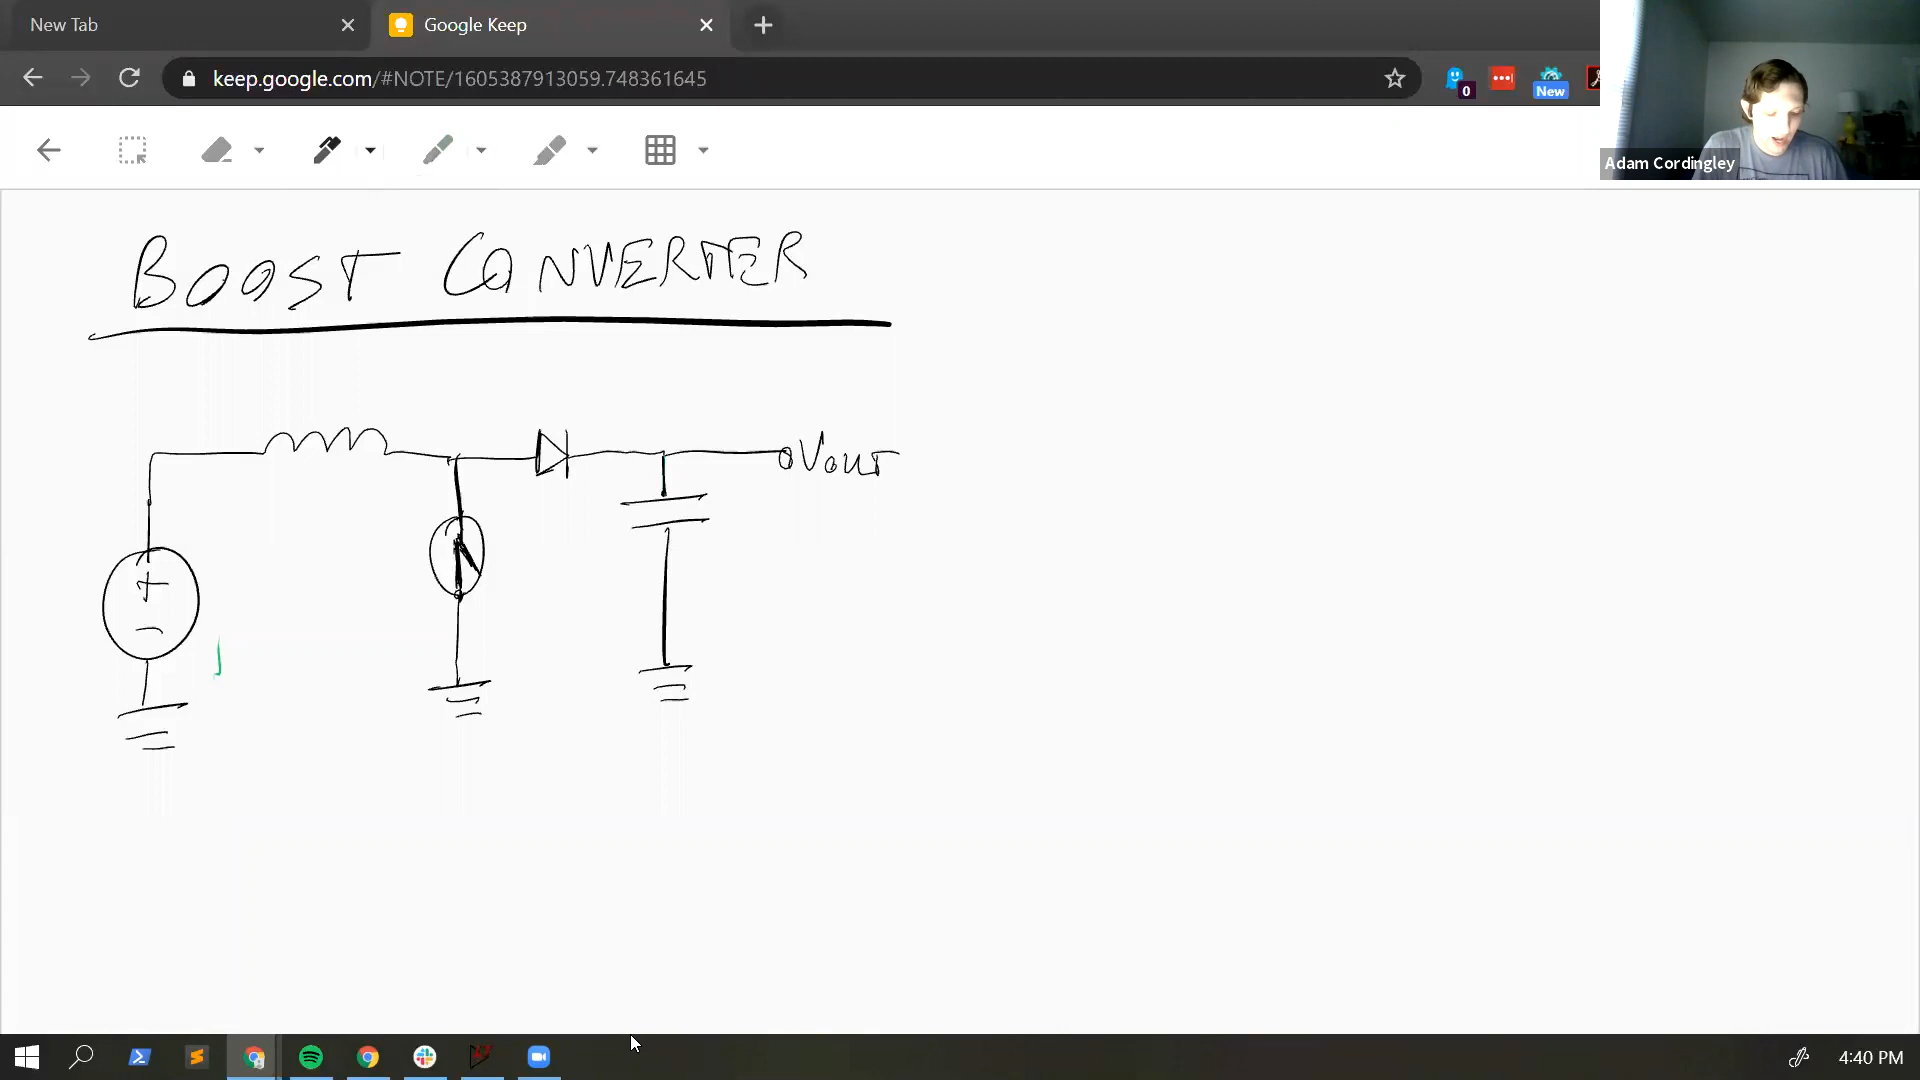 New Tab
Google Keep
keep.google.com/#NOTE/1605387913059.748361645
0
New
Adam Cordingley
BOOST CONVERTER
VOUT
+
−
4:40 PM